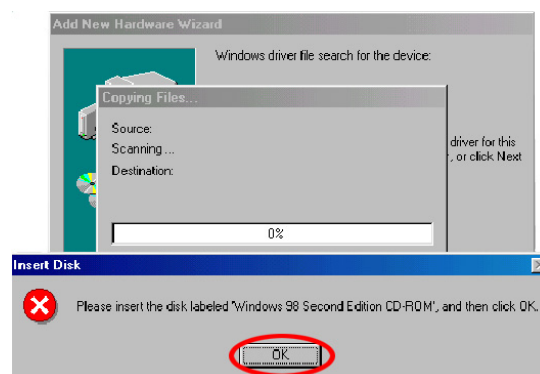 Add New Hardware Wizard
Windows driver file search for the device:
Copying Files...
Source:
Scanning ...
Destination:
driver for this
, or click Next
0%
Insert Disk
Please insert the disk labeled 'Windows 98 Second Edition CD-ROM', and then click OK.
OK